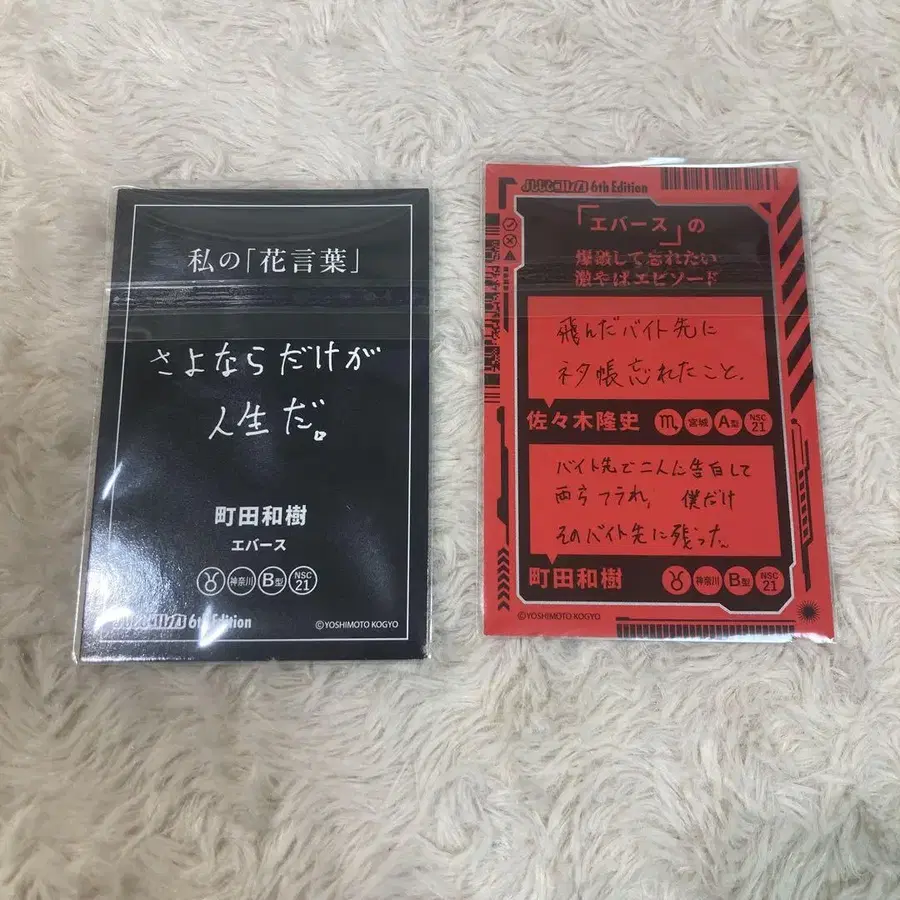 私の「花言葉」
さよならだけが
人生だ。
町田和樹
エバース
神奈川 B型 NSC 21
6th Edition
©YOSHIMOTO KOGYO
6th Edition
「エバース」の
爆破して忘れたい
激やばエピソード
飛んだバイト先に
ネタ帳忘れたこと.
佐々木隆史 ♏ 宮城 A型 NSC 21
バイト先で二人に告白して
両方フラれ, 僕だけ
そのバイト先に残った。
町田和樹 ♉ 神奈川 B型 NSC 21
©YOSHIMOTO KOGYO